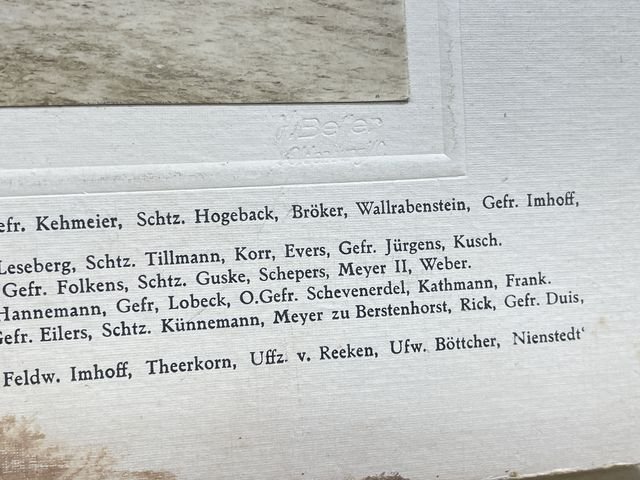 Beyer
efr. Kehmeier, Schtz. Hogeback, Bröker, Wallrabenstein, Gefr. Imhoff,
Leseberg, Schtz. Tillmann, Korr, Evers, Gefr. Jürgens, Kusch.
Gefr. Folkens, Schtz. Guske, Schepers, Meyer II, Weber.
Hannemann, Gefr, Lobeck, O.Gefr. Schevenerdel, Kathmann, Frank.
Gefr. Eilers, Schtz. Künnemann, Meyer zu Berstenhorst, Rick, Gefr. Duis,
Feldw. Imhoff, Theerkorn, Uffz. v. Reeken, Ufw. Böttcher, Nienstedt'